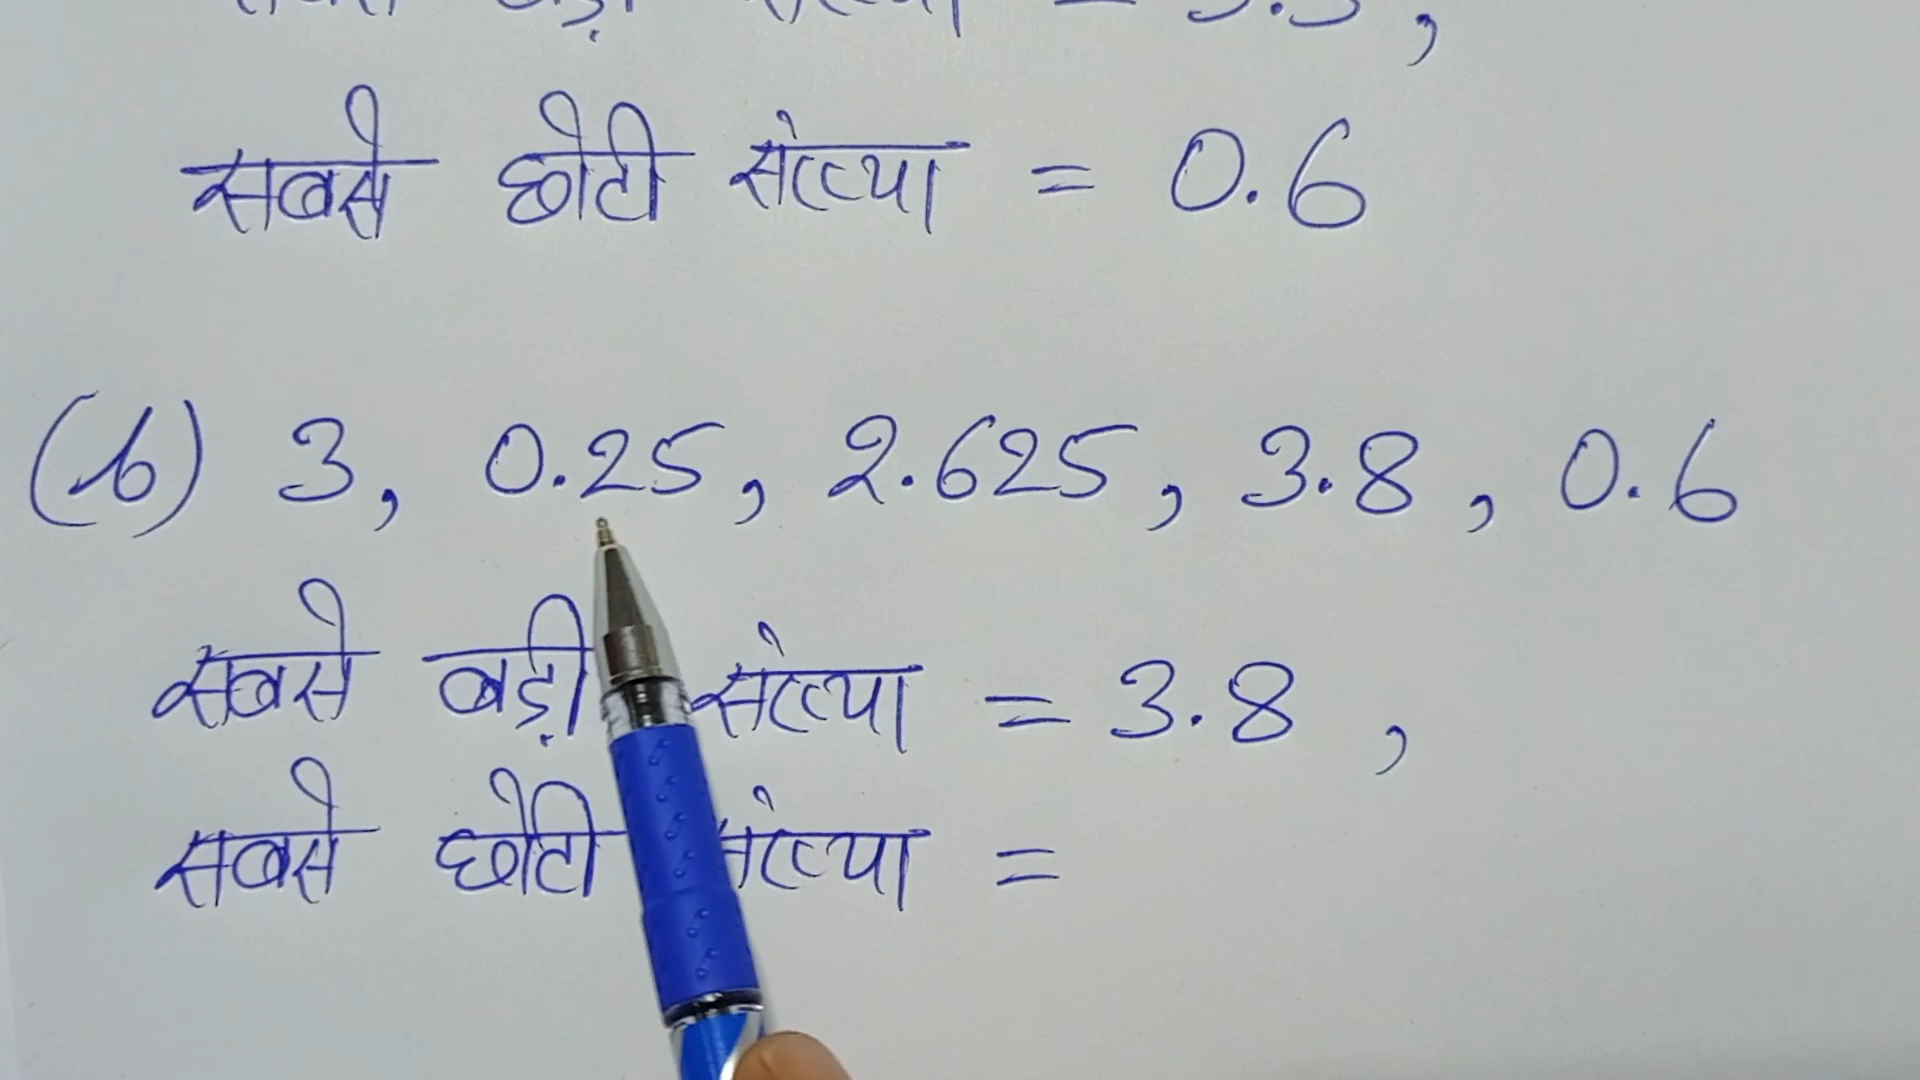 सबसे छोटी संख्या = 0.6
(b) 3, 0.25, 2.625, 3.8, 0.6
सबसे बड़ी संख्या = 3.8,
सबसे छोटी संख्या =